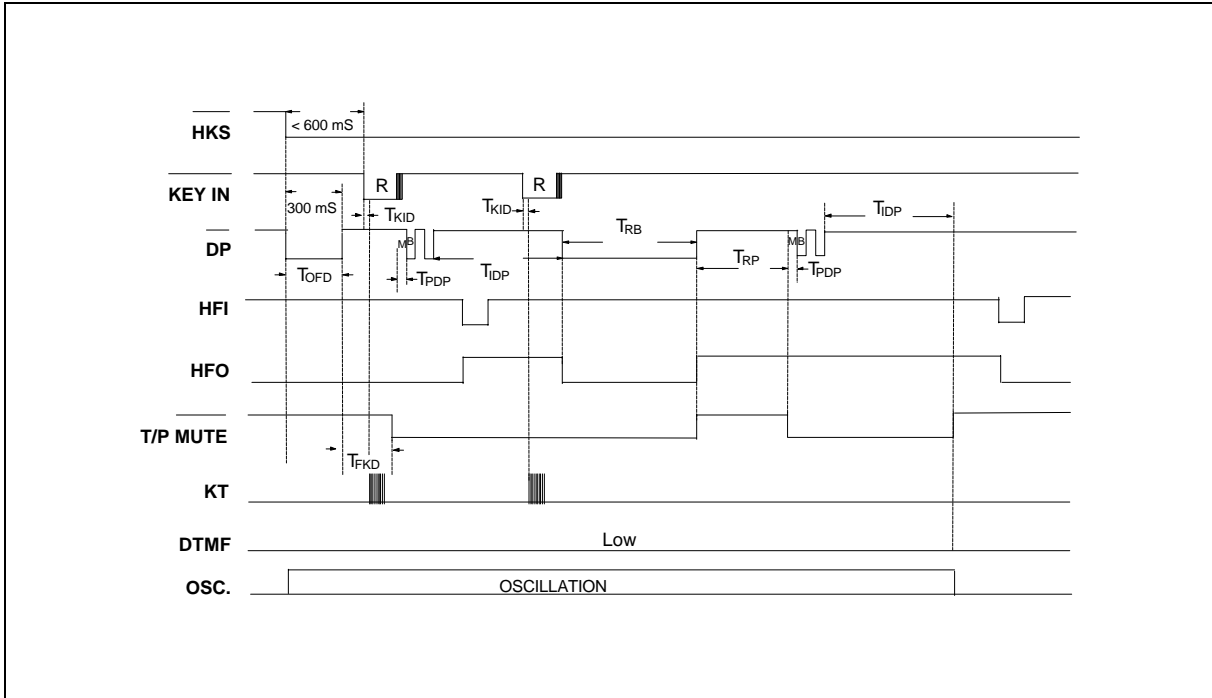 HKS
< 600 mS
KEY IN
R
R
300 mS
TKID
TKID
TIDP
DP
MB
TRB
MB
TOFD
TPDP
TIDP
TRP
TPDP
HFI
HFO
T/P MUTE
TFKD
KT
DTMF
Low
OSC.
OSCILLATION